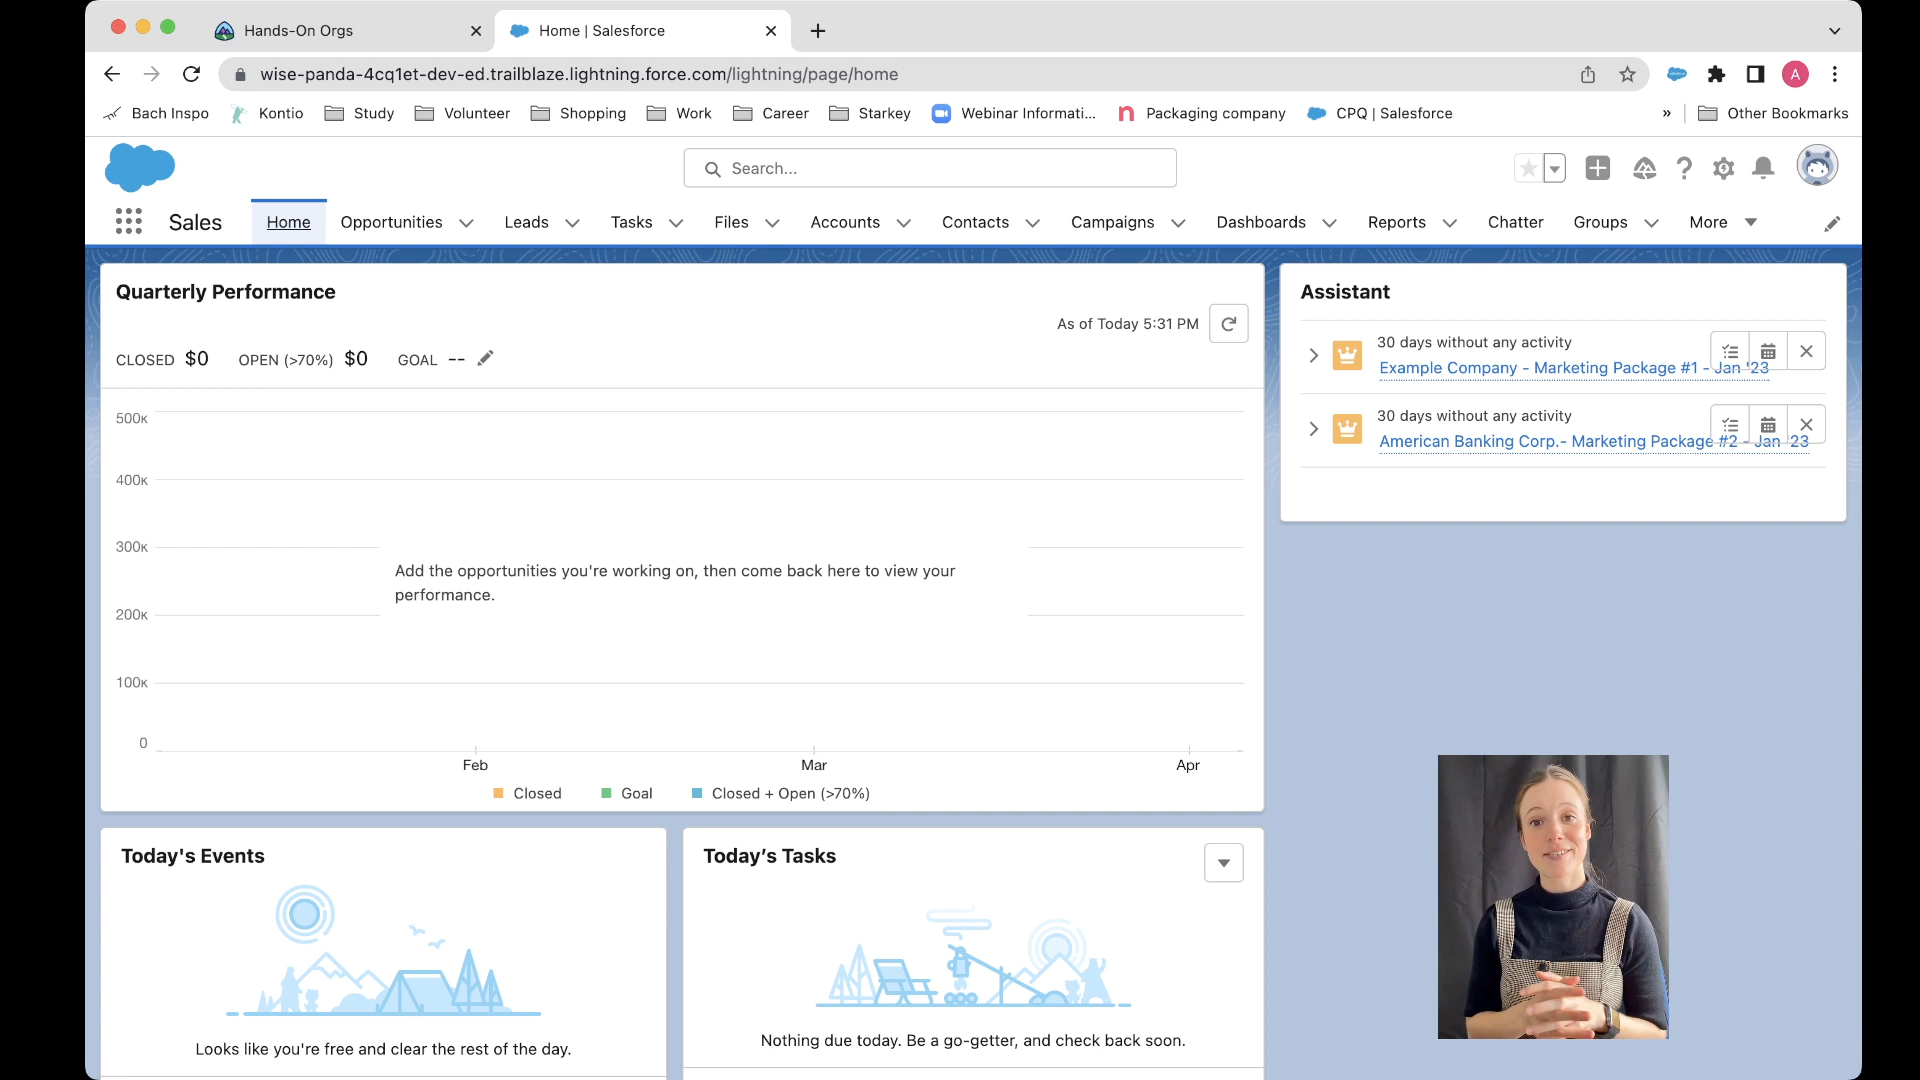 Hands-On Orgs
Home | Salesforce
wise-panda-4cq1et-dev-ed.trailblaze.lightning.force.com/lightning/page/home
A
Bach Inspo
Kontio
Study
Volunteer
Shopping
Work
Career
Starkey
Webinar Informati...
Packaging company
CPQ | Salesforce
»
Other Bookmarks
Search...
Sales
Home
Opportunities
Leads
Tasks
Files
Accounts
Contacts
Campaigns
Dashboards
Reports
Chatter
Groups
More
Quarterly Performance
As of Today 5:31 PM
CLOSED $0 OPEN (>70%) $0 GOAL --
500K
400K
300K
200K
100K
0
Add the opportunities you're working on, then come back here to view your
performance.
Feb
Mar
Apr
Closed
Goal
Closed + Open (>70%)
Assistant
30 days without any activity
Example Company - Marketing Package #1 - Jan '23
30 days without any activity
American Banking Corp.- Marketing Package #2 - Jan '23
Today's Events
Looks like you're free and clear the rest of the day.
Today’s Tasks
Nothing due today. Be a go-getter, and check back soon.